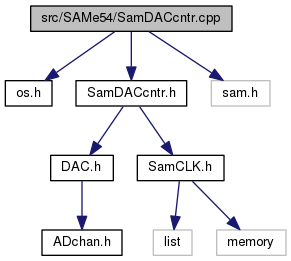 src/SAMe54/SamDACcntr.cpp
os.h
SamDACcntr.h
sam.h
DAC.h
SamCLK.h
ADchan.h
list
memory